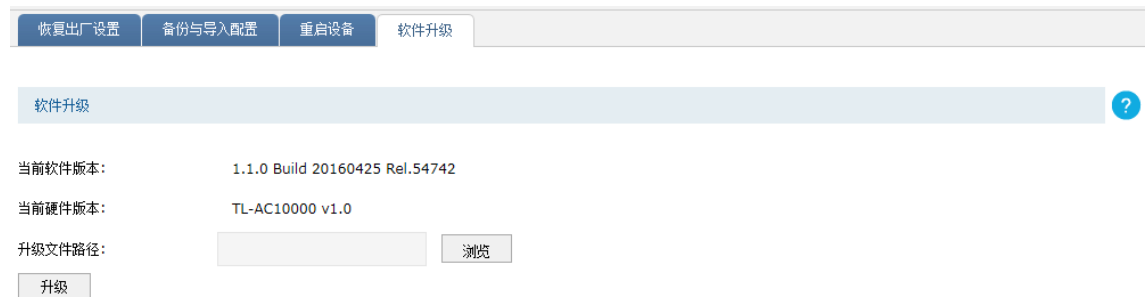 恢复出厂设置 备份与导入配置 重启设备 软件升级
软件升级 ?
当前软件版本: 1.1.0 Build 20160425 Rel.54742
当前硬件版本: TL-AC10000 v1.0
升级文件路径: 浏览
升级